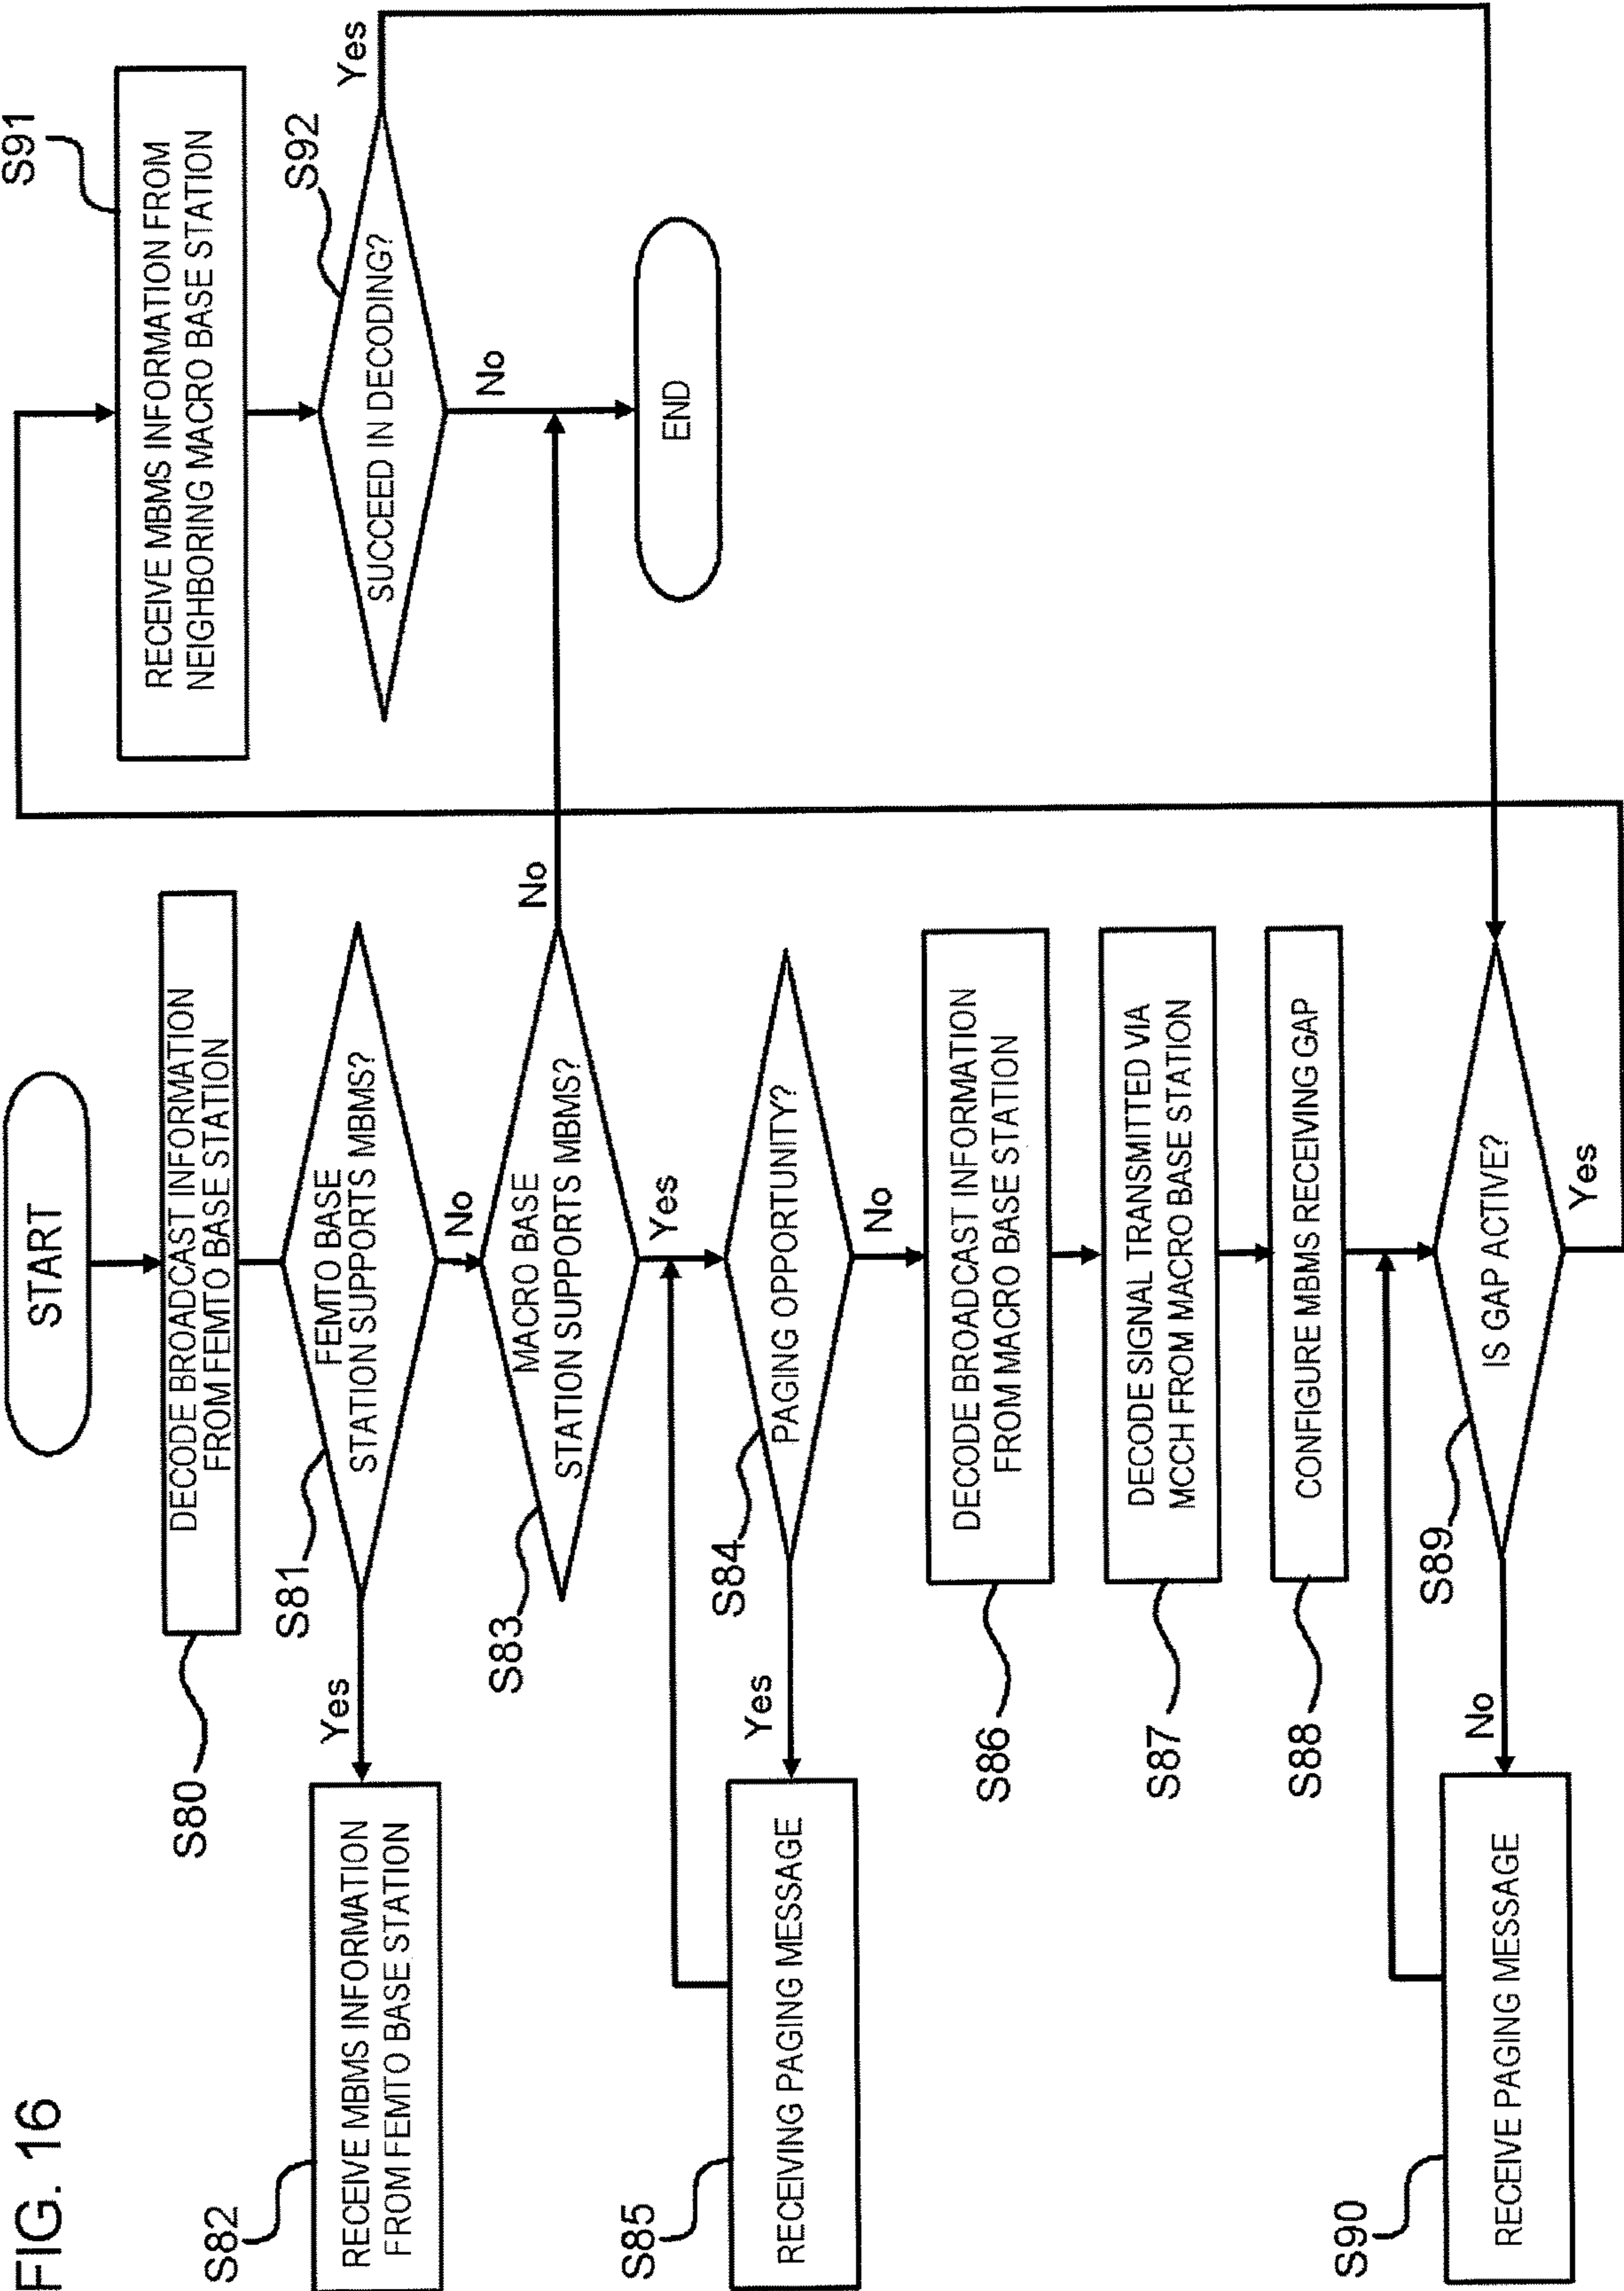 FIG. 16
START
DECODE BROADCAST INFORMATION
FROM FEMTO BASE STATION
S80
FEMTO BASE
STATION SUPPORTS MBMS?
S81
Yes
No
RECEIVE MBMS INFORMATION
FROM FEMTO BASE STATION
S82
MACRO BASE
STATION SUPPORTS MBMS?
S83
No
Yes
PAGING OPPORTUNITY?
S84
Yes
No
RECEIVING PAGING MESSAGE
S85
DECODE BROADCAST INFORMATION
FROM MACRO BASE STATION
S86
DECODE SIGNAL TRANSMITTED VIA
MCCH FROM MACRO BASE STATION
S87
CONFIGURE MBMS RECEIVING GAP
S88
IS GAP ACTIVE?
S89
No
Yes
RECEIVE PAGING MESSAGE
S90
RECEIVE MBMS INFORMATION FROM
NEIGHBORING MACRO BASE STATION
S91
SUCCEED IN DECODING?
S92
Yes
No
END